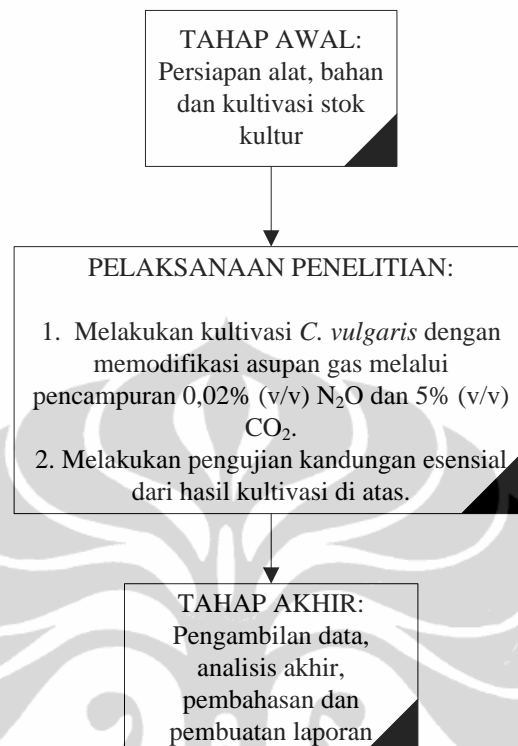 TAHAP AWAL:
Persiapan alat, bahan
dan kultivasi stok
kultur
PELAKSANAAN PENELITIAN:
1. Melakukan kultivasi C. vulgaris dengan
memodifikasi asupan gas melalui
pencampuran 0,02% (v/v) N₂O dan 5% (v/v)
CO₂.
2. Melakukan pengujian kandungan esensial
dari hasil kultivasi di atas.
TAHAP AKHIR:
Pengambilan data,
analisis akhir,
pembahasan dan
pembuatan laporan